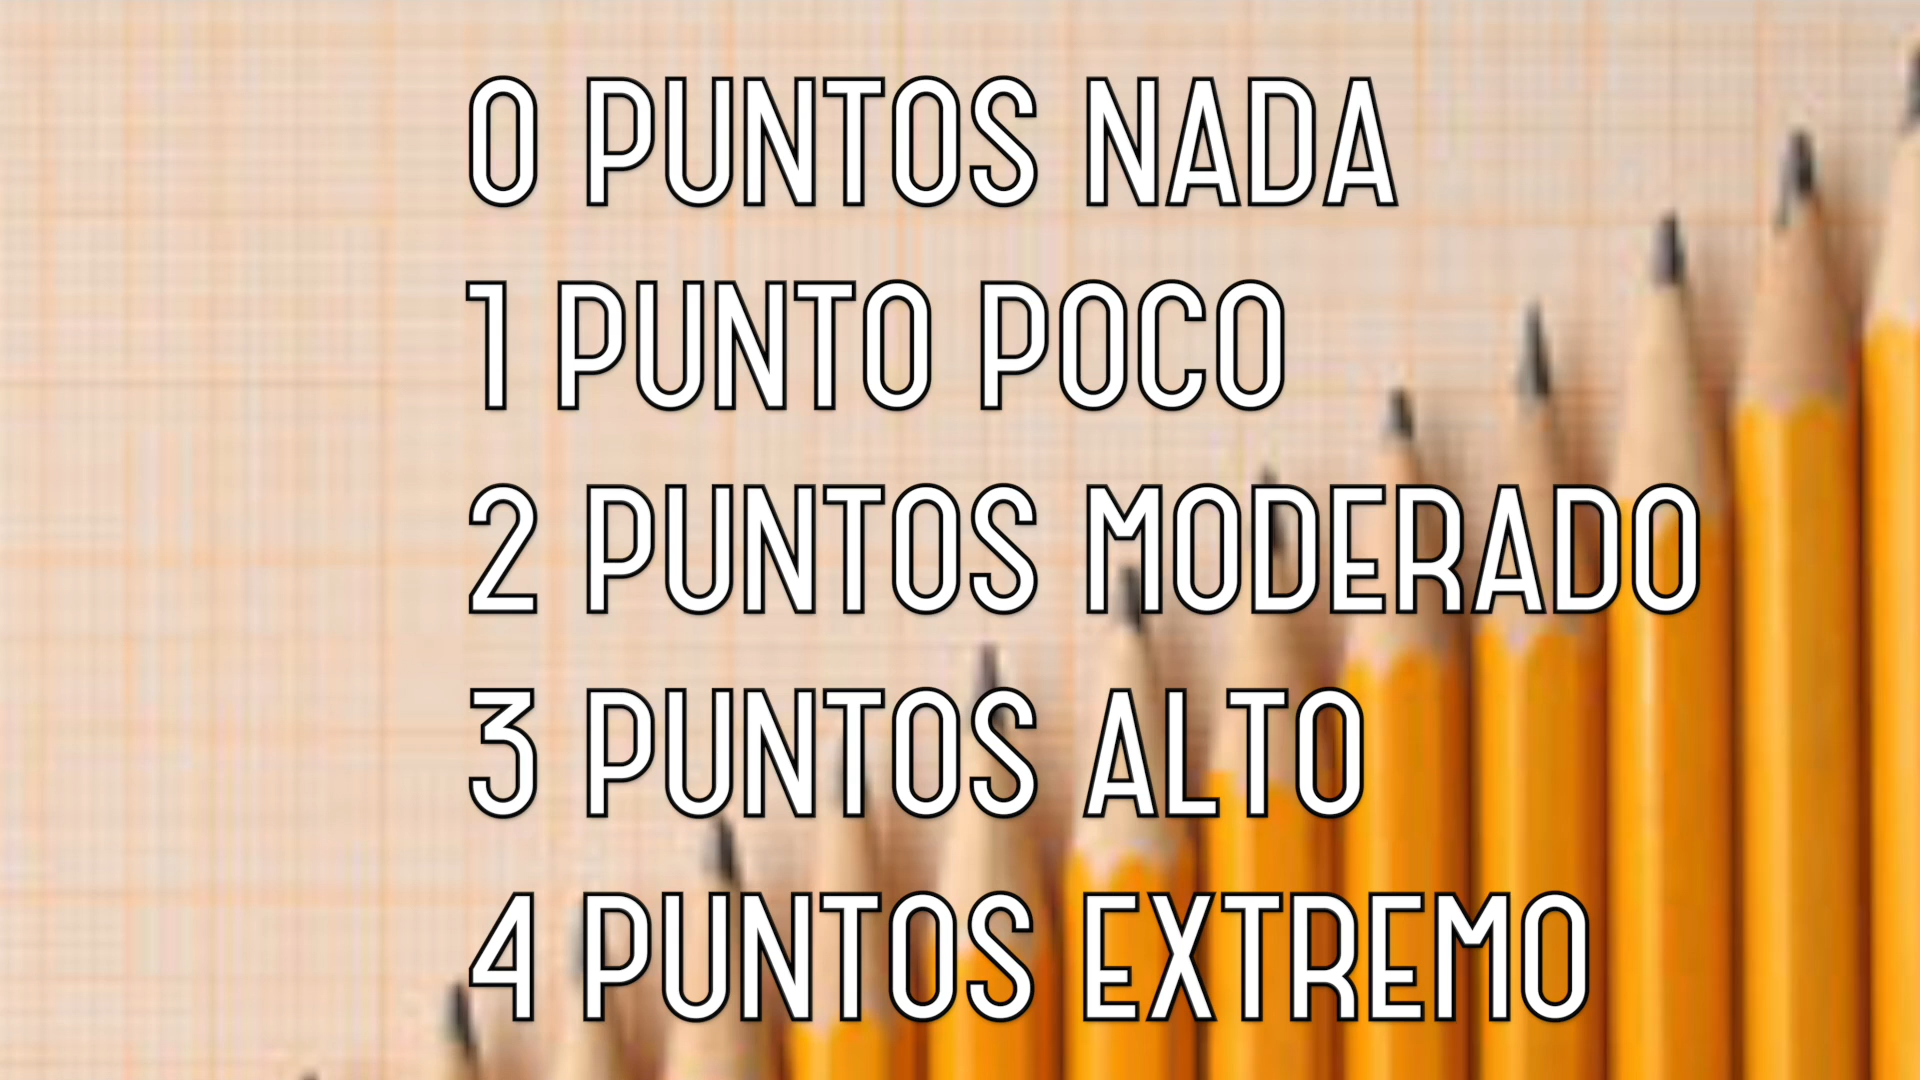 0 PUNTOS NADA
1 PUNTO POCO
2 PUNTOS MODERADO
3 PUNTOS ALTO
4 PUNTOS EXTREMO